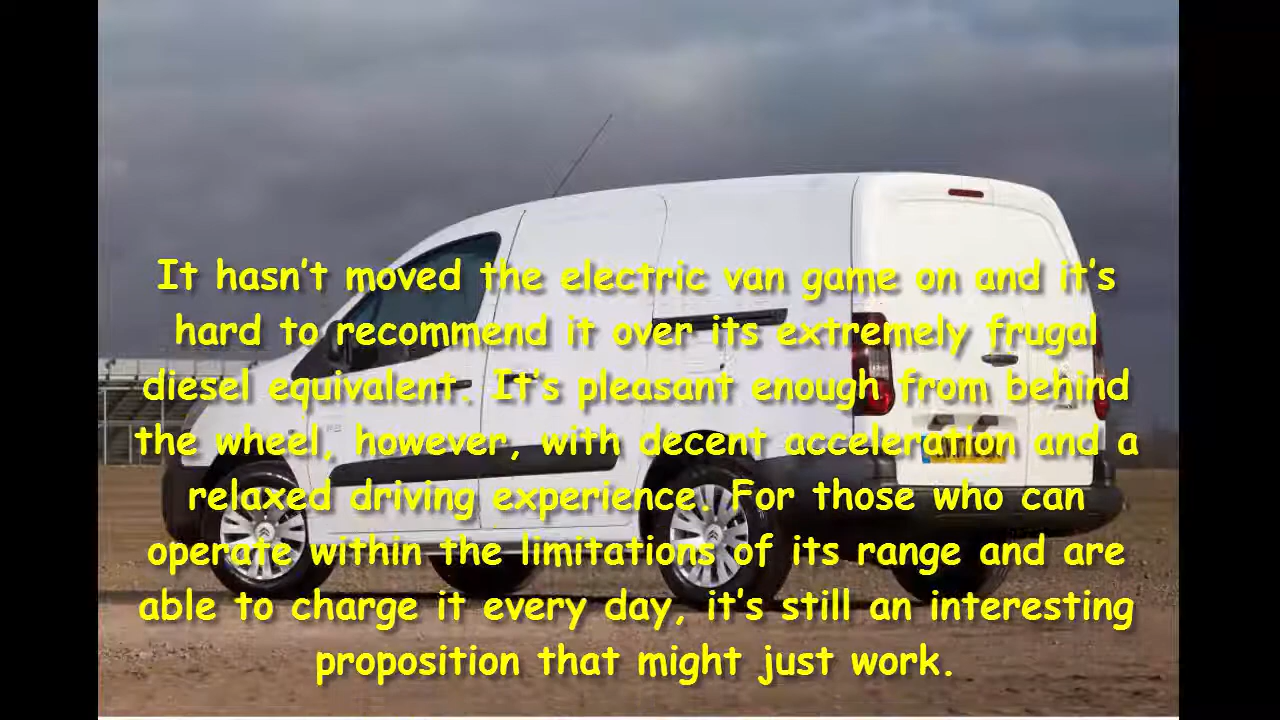 It hasn't moved the electric van game on and it's
hard to recommend it over its extremely frugal
diesel equivalent. It's pleasant enough from behind
the wheel, however, with decent acceleration and a
relaxed driving experience. For those who can
operate within the limitations of its range and are
able to charge it every day, it's still an interesting
proposition that might just work.